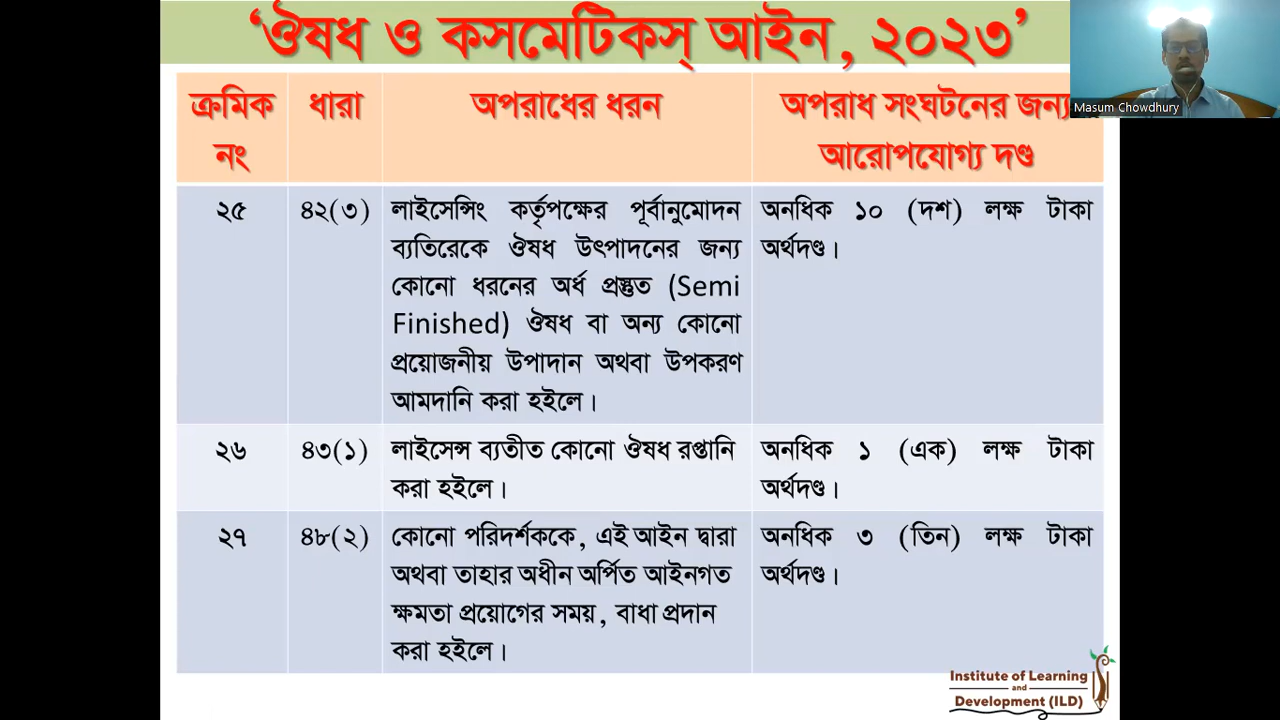 ‘ঔষধ ও কসমেটিকস্ আইন, ২০২৩’
Masum Chowdhury
ক্রমিক নং
ধারা
অপরাধের ধরন
অপরাধ সংঘটনের জন্য
আরোপযোগ্য দণ্ড
২৫
৪২(৩)
লাইসেন্সিং কর্তৃপক্ষের পূর্বানুমোদন
ব্যতিরেকে ঔষধ উৎপাদনের জন্য
কোনো ধরনের অর্ধ প্রস্তুত (Semi
Finished) ঔষধ বা অন্য কোনো
প্রয়োজনীয় উপাদান অথবা উপকরণ
আমদানি করা হইলে।
অনধিক ১০ (দশ) লক্ষ টাকা
অর্থদণ্ড।
২৬
৪৩(১)
লাইসেন্স ব্যতীত কোনো ঔষধ রপ্তানি
করা হইলে।
অনধিক ১ (এক) লক্ষ টাকা
অর্থদণ্ড।
২৭
৪৮(২)
কোনো পরিদর্শককে, এই আইন দ্বারা
অথবা তাহার অধীন অর্পিত আইনগত
ক্ষমতা প্রয়োগের সময়, বাধা প্রদান
করা হইলে।
অনধিক ৩ (তিন) লক্ষ টাকা
অর্থদণ্ড।
Institute of Learning
and
Development (ILD)